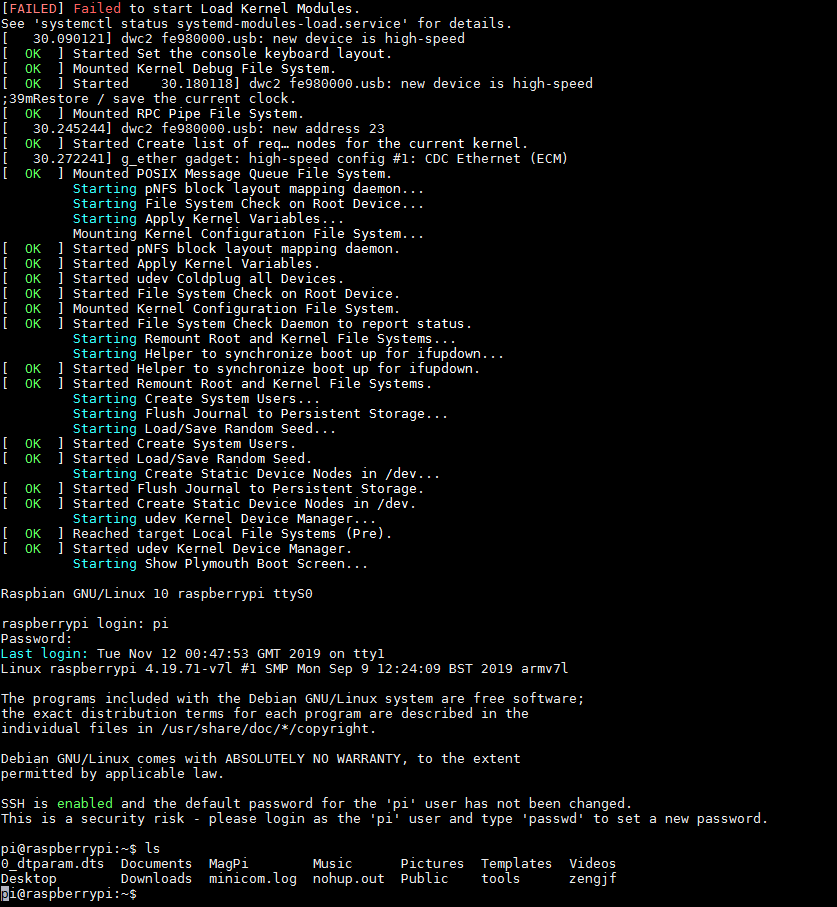 [FAILED] Failed to start Load Kernel Modules.
See 'systemctl status systemd-modules-load.service' for details.
[   30.090121] dwc2 fe980000.usb: new device is high-speed
[  OK  ] Started Set the console keyboard layout.
[  OK  ] Mounted Kernel Debug File System.
[  OK  ] Started    30.180118] dwc2 fe980000.usb: new device is high-speed
;39mRestore / save the current clock.
[  OK  ] Mounted RPC Pipe File System.
[   30.245244] dwc2 fe980000.usb: new address 23
[  OK  ] Started Create list of req… nodes for the current kernel.
[   30.272241] g_ether gadget: high-speed config #1: CDC Ethernet (ECM)
[  OK  ] Mounted POSIX Message Queue File System.
         Starting pNFS block layout mapping daemon...
         Starting File System Check on Root Device...
         Starting Apply Kernel Variables...
         Mounting Kernel Configuration File System...
[  OK  ] Started pNFS block layout mapping daemon.
[  OK  ] Started Apply Kernel Variables.
[  OK  ] Started udev Coldplug all Devices.
[  OK  ] Started File System Check on Root Device.
[  OK  ] Mounted Kernel Configuration File System.
[  OK  ] Started File System Check Daemon to report status.
         Starting Remount Root and Kernel File Systems...
         Starting Helper to synchronize boot up for ifupdown...
[  OK  ] Started Helper to synchronize boot up for ifupdown.
[  OK  ] Started Remount Root and Kernel File Systems.
         Starting Create System Users...
         Starting Flush Journal to Persistent Storage...
         Starting Load/Save Random Seed...
[  OK  ] Started Create System Users.
[  OK  ] Started Load/Save Random Seed.
         Starting Create Static Device Nodes in /dev...
[  OK  ] Started Flush Journal to Persistent Storage.
[  OK  ] Started Create Static Device Nodes in /dev.
         Starting udev Kernel Device Manager...
[  OK  ] Reached target Local File Systems (Pre).
[  OK  ] Started udev Kernel Device Manager.
         Starting Show Plymouth Boot Screen...

Raspbian GNU/Linux 10 raspberrypi ttyS0

raspberrypi login: pi
Password:
Last login: Tue Nov 12 00:47:53 GMT 2019 on tty1
Linux raspberrypi 4.19.71-v7l #1 SMP Mon Sep 9 12:24:09 BST 2019 armv7l

The programs included with the Debian GNU/Linux system are free software;
the exact distribution terms for each program are described in the
individual files in /usr/share/doc/*/copyright.

Debian GNU/Linux comes with ABSOLUTELY NO WARRANTY, to the extent
permitted by applicable law.

SSH is enabled and the default password for the 'pi' user has not been changed.
This is a security risk - please login as the 'pi' user and type 'passwd' to set a new password.

pi@raspberrypi:~$ ls
0_dtparam.dts  Documents  MagPi        Music      Pictures  Templates  Videos
Desktop        Downloads  minicom.log  nohup.out  Public    tools      zengjf
pi@raspberrypi:~$